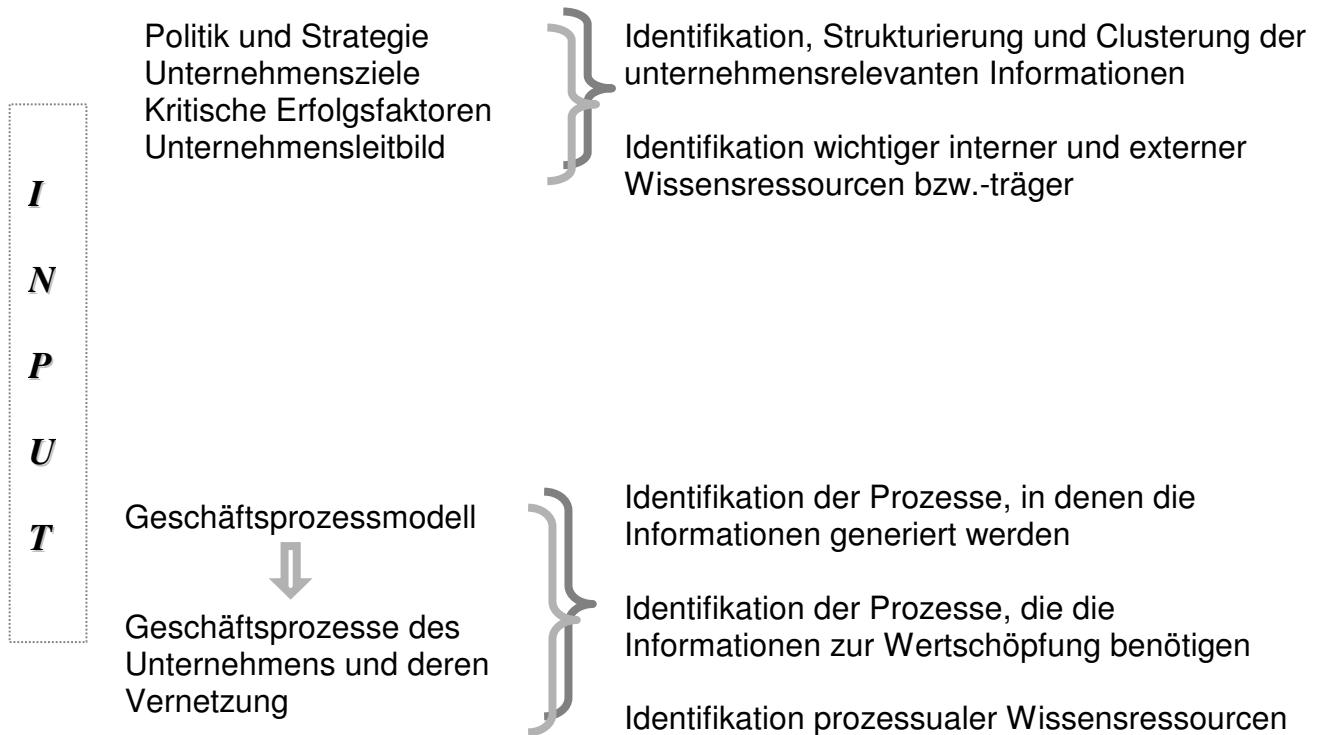 I
N
P
U
T
Politik und Strategie
Unternehmensziele
Kritische Erfolgsfaktoren
Unternehmensleitbild
Identifikation, Strukturierung und Clusterung der
unternehmensrelevanten Informationen
Identifikation wichtiger interner und externer
Wissensressourcen bzw.-träger
Geschäftsprozessmodell
Geschäftsprozesse des
Unternehmens und deren
Vernetzung
Identifikation der Prozesse, in denen die
Informationen generiert werden
Identifikation der Prozesse, die die
Informationen zur Wertschöpfung benötigen
Identifikation prozessualer Wissensressourcen